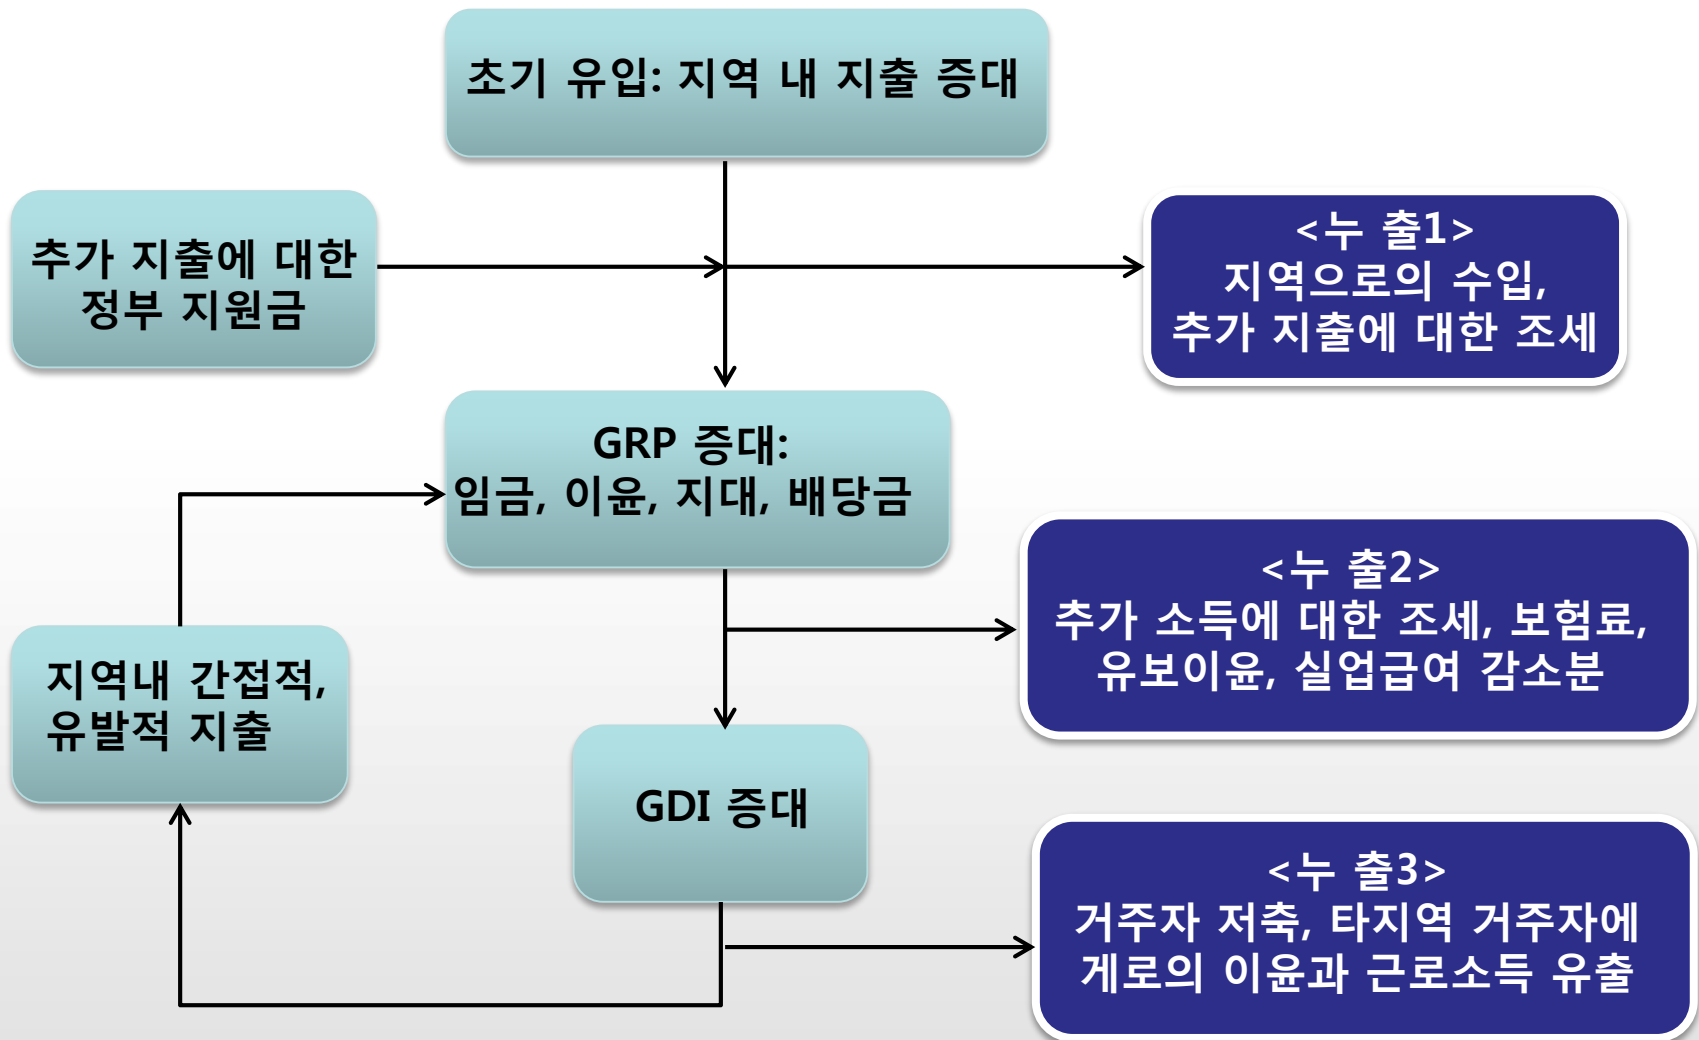 초기 유입: 지역 내 지출 증대
추가 지출에 대한
정부 지원금
<누 출1>
지역으로의 수입,
추가 지출에 대한 조세
GRP 증대:
임금, 이윤, 지대, 배당금
<누 출2>
추가 소득에 대한 조세, 보험료,
유보이윤, 실업급여 감소분
지역내 간접적,
유발적 지출
GDI 증대
<누 출3>
거주자 저축, 타지역 거주자에
게로의 이윤과 근로소득 유출